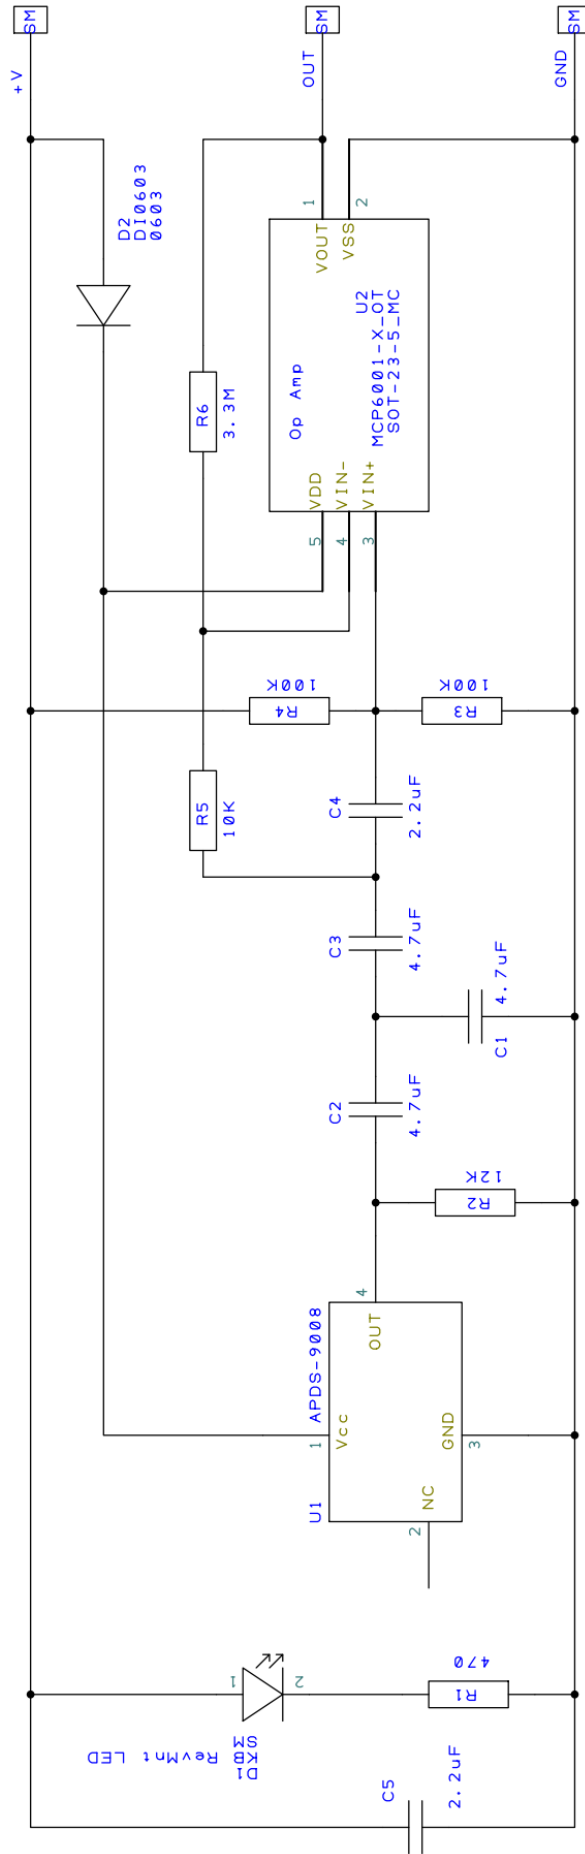 SM
SM
SM
+V
OUT
GND
D2
DI0603
0603
1
2
VOUT
VSS
U2
MCP6001-X_OT
SOT-23-5_MC
Op Amp
VDD
VIN-
VIN+
5
4
3
R6
3.3M
100K
R4
100K
R3
R5
10K
C4
2.2uF
C3
4.7uF
4.7uF
C1
C2
4.7uF
12K
R2
4
APDS-9008
OUT
1
Vcc
GND
3
U1
NC
2
1
2
470
R1
D1
KB RevMnt LED
SM
C5
2.2uF